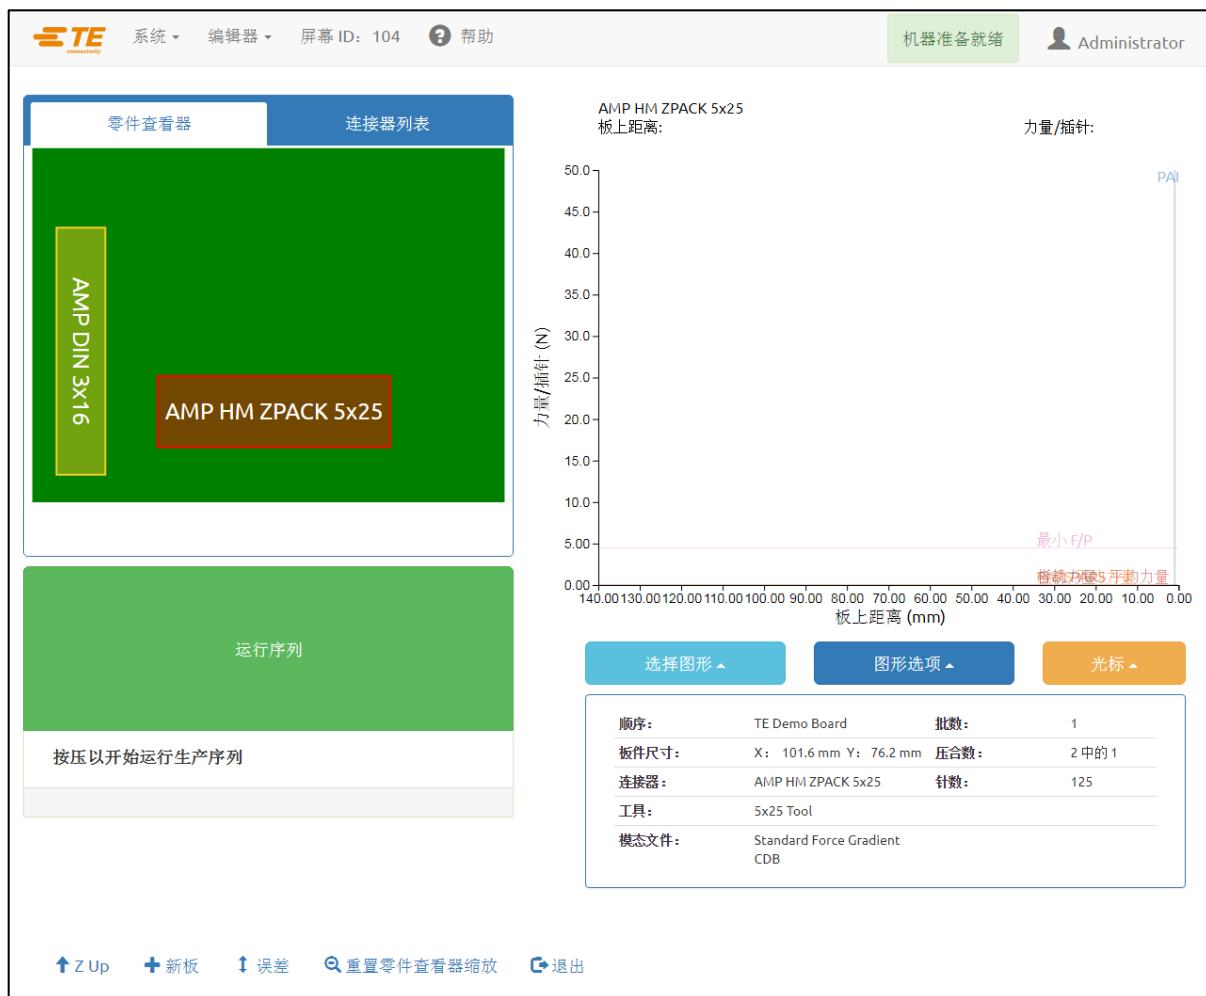 TE connectivity 系统 编辑器 屏幕 ID：104 帮助 机器准备就绪 Administrator
零件查看器 连接器列表
AMP DIN 3x16
AMP HM ZPACK 5x25
运行序列
按压以开始运行生产序列
AMP HM ZPACK 5x25
板上距离: 力量/插针:
PAI
力量/插针 (N)
50.0
45.0
40.0
35.0
30.0
25.0
20.0
15.0
10.0
5.00
0.00
最小 F/P
平均力量
140.00 130.00 120.00 110.00 100.00 90.00 80.00 70.00 60.00 50.00 40.00 30.00 20.00 10.00 0.00
板上距离 (mm)
选择图形 图形选项 光标
顺序： TE Demo Board 批数： 1
板件尺寸： X： 101.6 mm Y：76.2 mm 压合数： 2 中的 1
连接器： AMP HM ZPACK 5x25 针数： 125
工具： 5x25 Tool
模态文件： Standard Force Gradient
CDB
Z Up 新板 误差 重置零件查看器缩放 退出